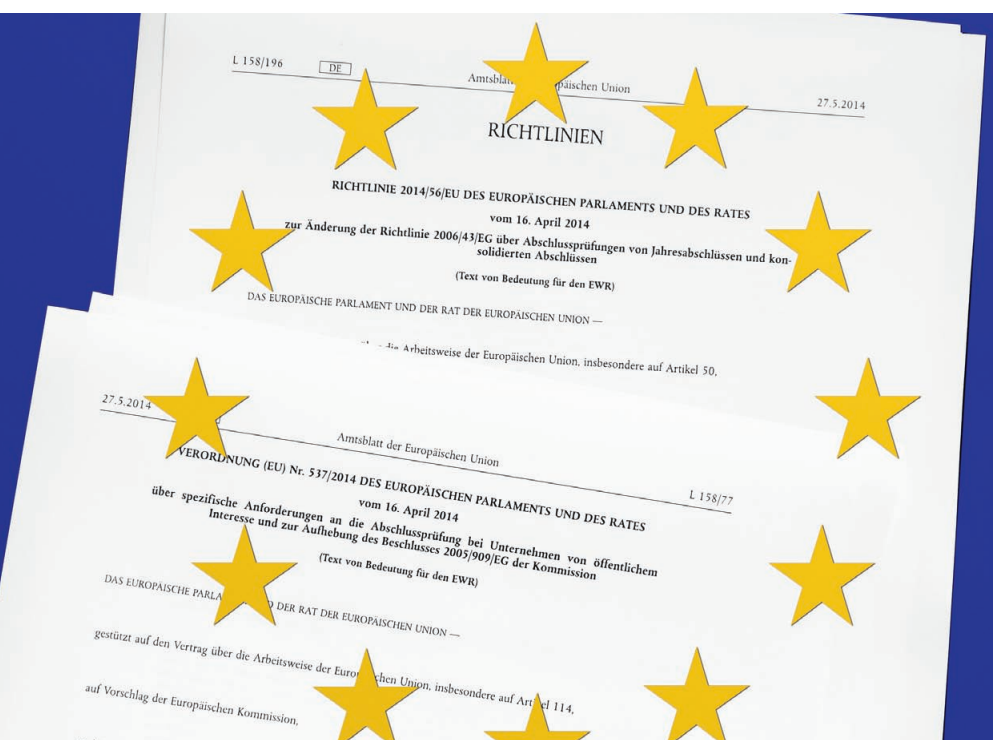 L 158/196 DE Amtsblatt päischen Union 27.5.2014
RICHTLINIEN
RICHTLINIE 2014/56/EU DES EUROPÄISCHEN PARLAMENTS UND DES RATES
vom 16. April 2014
zur Änderung der Richtlinie 2006/43/EG über Abschlussprüfungen von Jahresabschlüssen und kon-
solidierten Abschlüssen
(Text von Bedeutung für den EWR)
DAS EUROPÄISCHE PARLAMENT UND DER RAT DER EUROPÄISCHEN UNION —
die Arbeitsweise der Europäischen Union, insbesondere auf Artikel 50,
27.5.2014 Amtsblatt der Europäischen Union L 158/77
VERORDNUNG (EU) Nr. 537/2014 DES EUROPÄISCHEN PARLAMENTS UND DES RATES
vom 16. April 2014
über spezifische Anforderungen an die Abschlussprüfung bei Unternehmen von öffentlichem
Interesse und zur Aufhebung des Beschlusses 2005/909/EG der Kommission
(Text von Bedeutung für den EWR)
DAS EUROPÄISCHE PARLA D DER RAT DER EUROPÄISCHEN UNION —
gestützt auf den Vertrag über die Arbeitsweise der Europäischen Union, insbesondere auf Artikel 114,
auf Vorschlag der Europäischen Kommission,